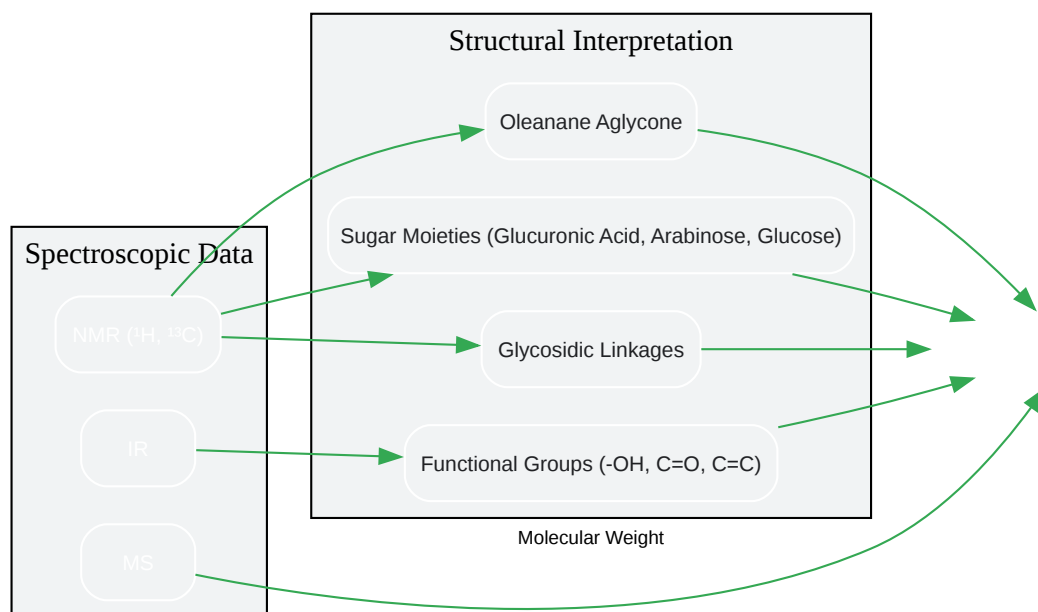 Structural Interpretation
Oleanane Aglycone
Sugar Moieties (Glucuronic Acid, Arabinose, Glucose)
Glycosidic Linkages
Functional Groups (-OH, C=O, C=C)
Spectroscopic Data
NMR (¹H, ¹³C)
IR
MS
Molecular Weight